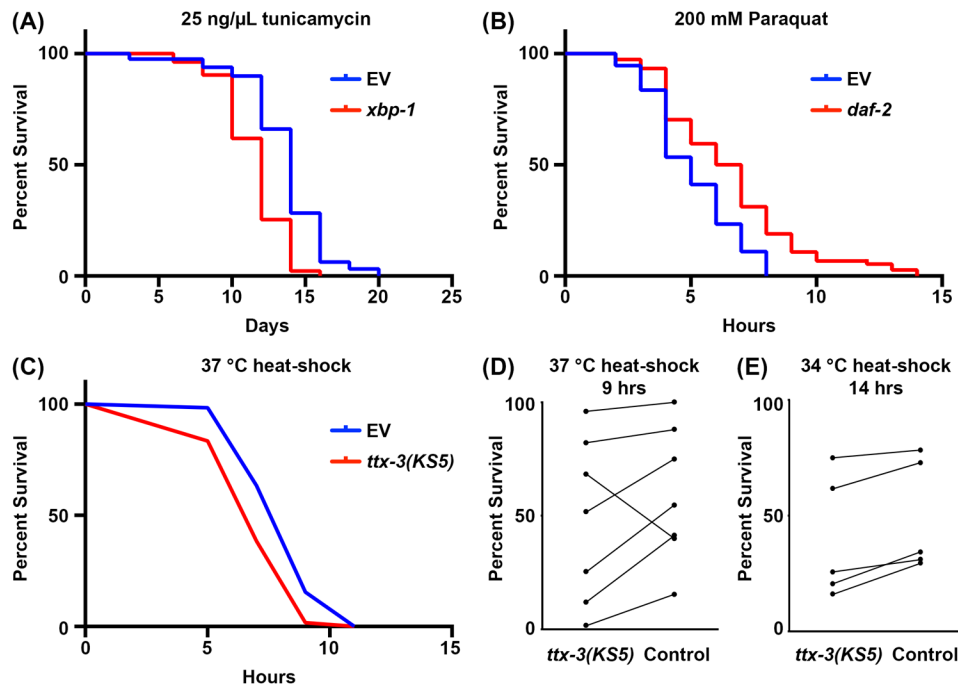 (A)
25 ng/µL tunicamycin
Percent Survival
100
50
0
EV
xbp-1
0 5 10 15 20 25
Days
(B)
200 mM Paraquat
Percent Survival
100
50
0
EV
daf-2
0 5 10 15
Hours
(C)
37 °C heat-shock
Percent Survival
100
50
0
EV
ttx-3(KS5)
0 5 10 15
Hours
(D)
37 °C heat-shock
9 hrs
Percent Survival
100
50
0
ttx-3(KS5) Control
(E)
34 °C heat-shock
14 hrs
Percent Survival
100
50
0
ttx-3(KS5) Control